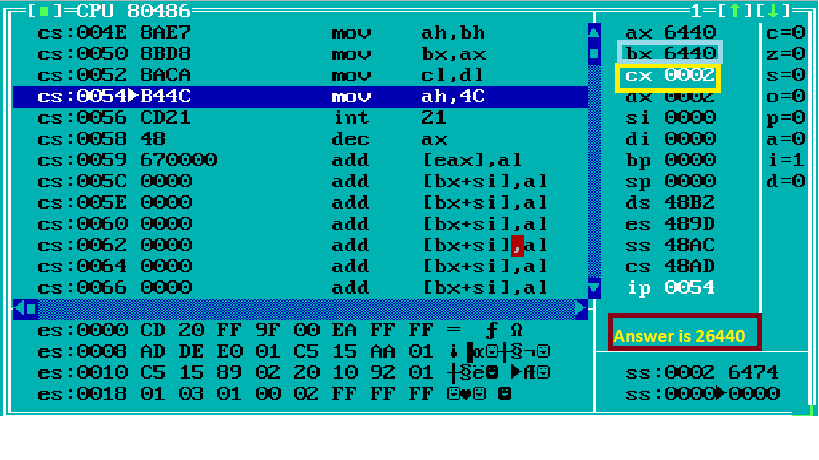 [■]=CPU 80486 1=[↑][↓]
cs:004E 8AE7 mov ah,bh ax 6440 c=0
cs:0050 8BD8 mov bx,ax bx 6440 z=0
cs:0052 8ACA mov cl,dl cx 0002 s=0
cs:0054▶B44C mov ah,4C dx 0002 o=0
cs:0056 CD21 int 21 si 0000 p=0
cs:0058 48 dec ax di 0000 a=0
cs:0059 670000 add [eax],al bp 0000 i=1
cs:005C 0000 add [bx+si],al sp 0000 d=0
cs:005E 0000 add [bx+si],al ds 48B2
cs:0060 0000 add [bx+si],al es 489D
cs:0062 0000 add [bx+si],al ss 48AC
cs:0064 0000 add [bx+si],al cs 48AD
cs:0066 0000 add [bx+si],al ip 0054
es:0000 CD 20 FF 9F 00 EA FF FF = ƒ Ω
Answer is 26440
es:0008 AD DE E0 01 C5 15 AA 01
es:0010 C5 15 89 02 20 10 92 01 ss:0002 6474
es:0018 01 03 01 00 02 FF FF FF ☺♥☺ ☻ ss:0000▶0000